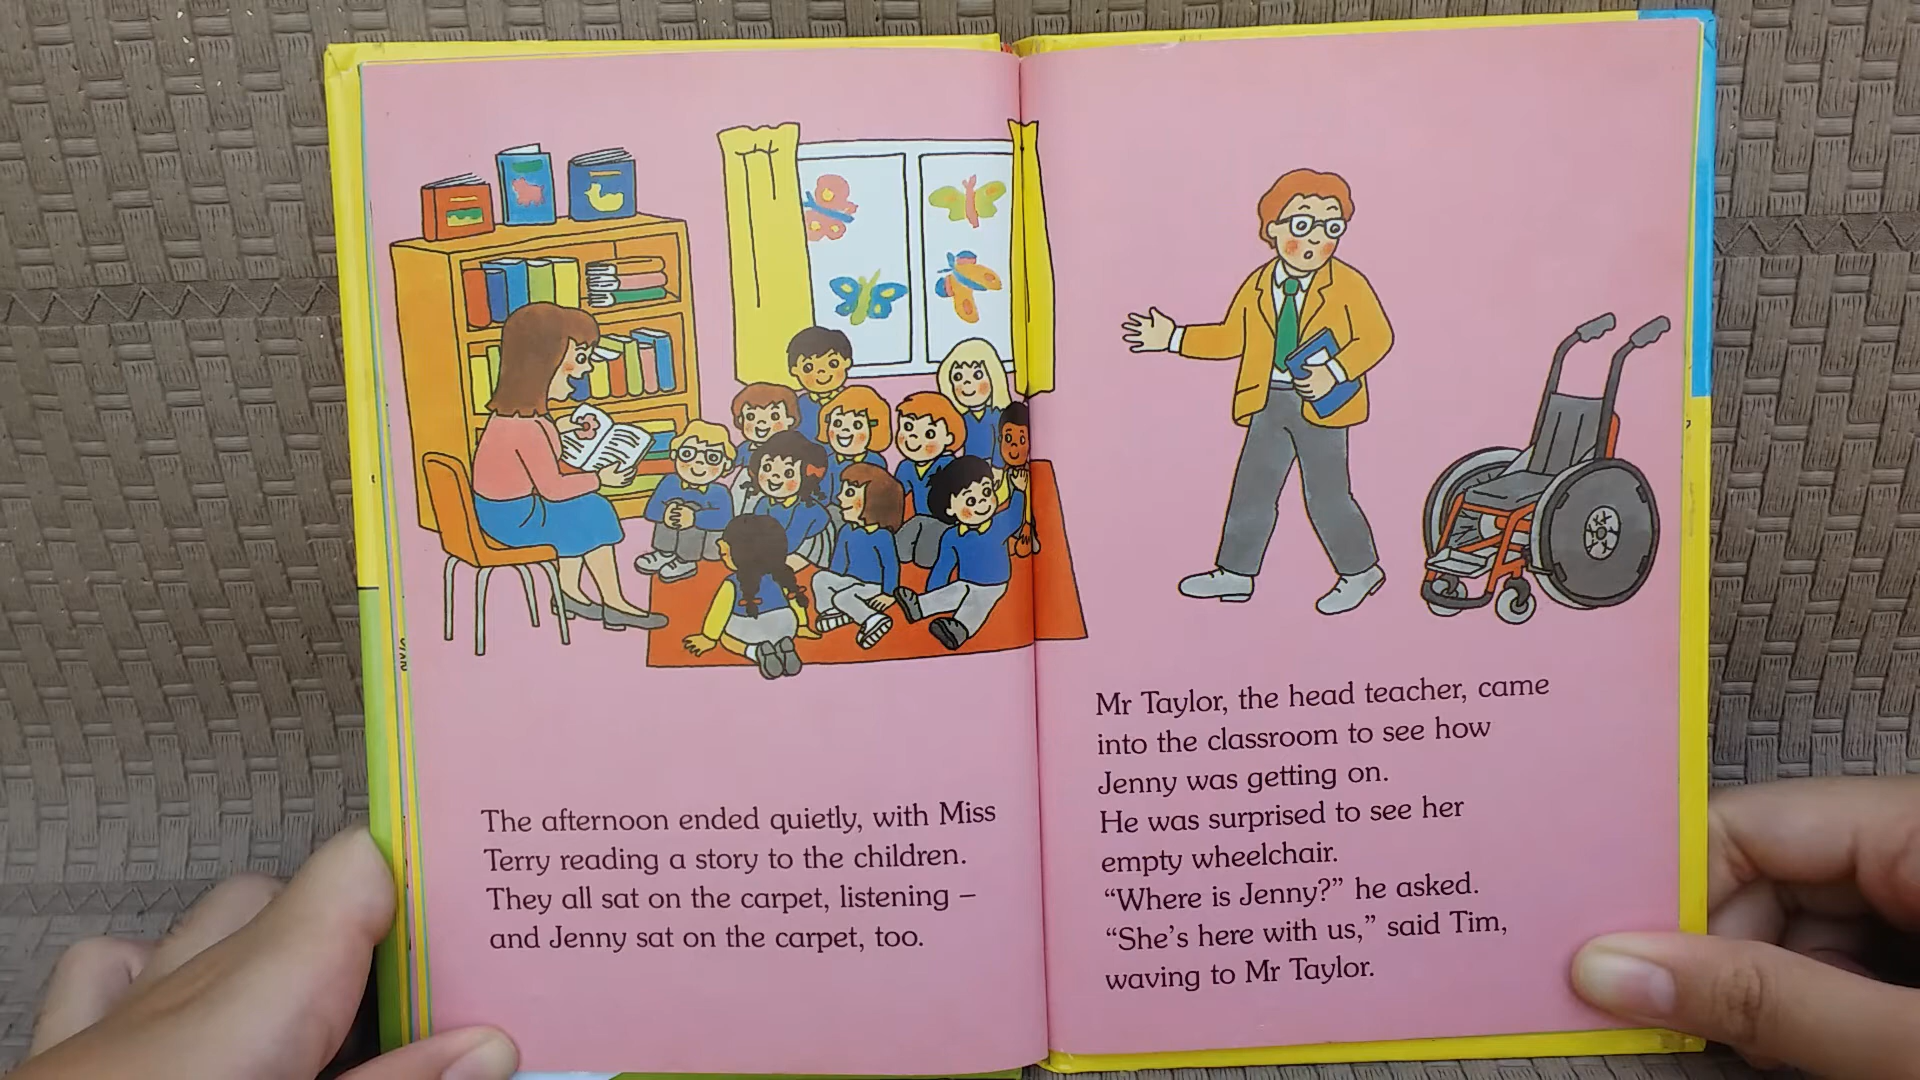 The afternoon ended quietly, with Miss
Terry reading a story to the children.
They all sat on the carpet, listening –
and Jenny sat on the carpet, too.
Mr Taylor, the head teacher, came
into the classroom to see how
Jenny was getting on.
He was surprised to see her
empty wheelchair.
“Where is Jenny?” he asked.
“She’s here with us,” said Tim,
waving to Mr Taylor.